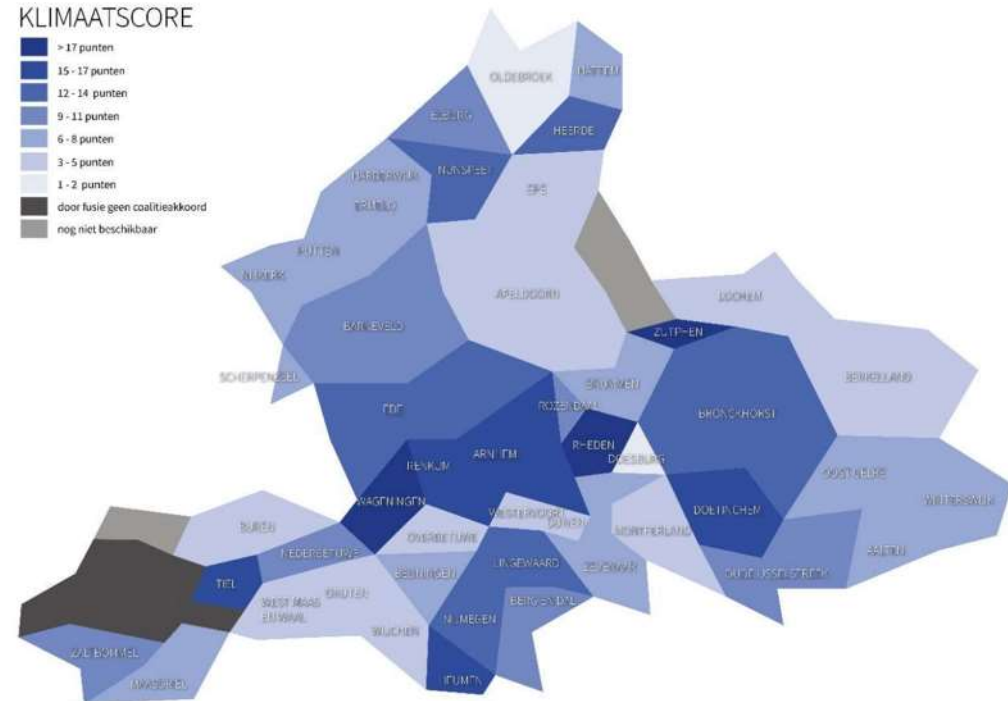 KLIMAATSCORE
> 17 punten
15 - 17 punten
12 - 14 punten
9 - 11 punten
6 - 8 punten
3 - 5 punten
1 - 2 punten
door fusie geen coalitieakkoord
nog niet beschikbaar
OLDEBROEK
HATTEM
ELBURG
HEERDE
NUNSPEET
HARDERWIJK
EPE
ERMELO
PUTTEN
NIJKERK
APELDOORN
LOCHEM
BARNEVELD
ZUTPHEN
SCHERPENZEEL
BRUMMEN
BERKELLAND
EDE
ROZENDAAL
BRONCKHORST
RENKUM
ARNHEM
RHEDEN
DOESBURG
OOST GELRE
WAGENINGEN
WINTERSWIJK
DOETINCHEM
WESTERVOORT
DUIVEN
BUREN
MONTFERLAND
OVERBETUWE
NEDERBETUWE
AALTEN
LINGEWAARD
ZEVENAAR
BEUNINGEN
OUDE IJSSELSTREEK
TIEL
DRUTEN
WEST MAAS
EN WAAL
BERG EN DAL
NIJMEGEN
WIJCHEN
ZALTBOMMEL
MAASDRIEL
HEUMEN